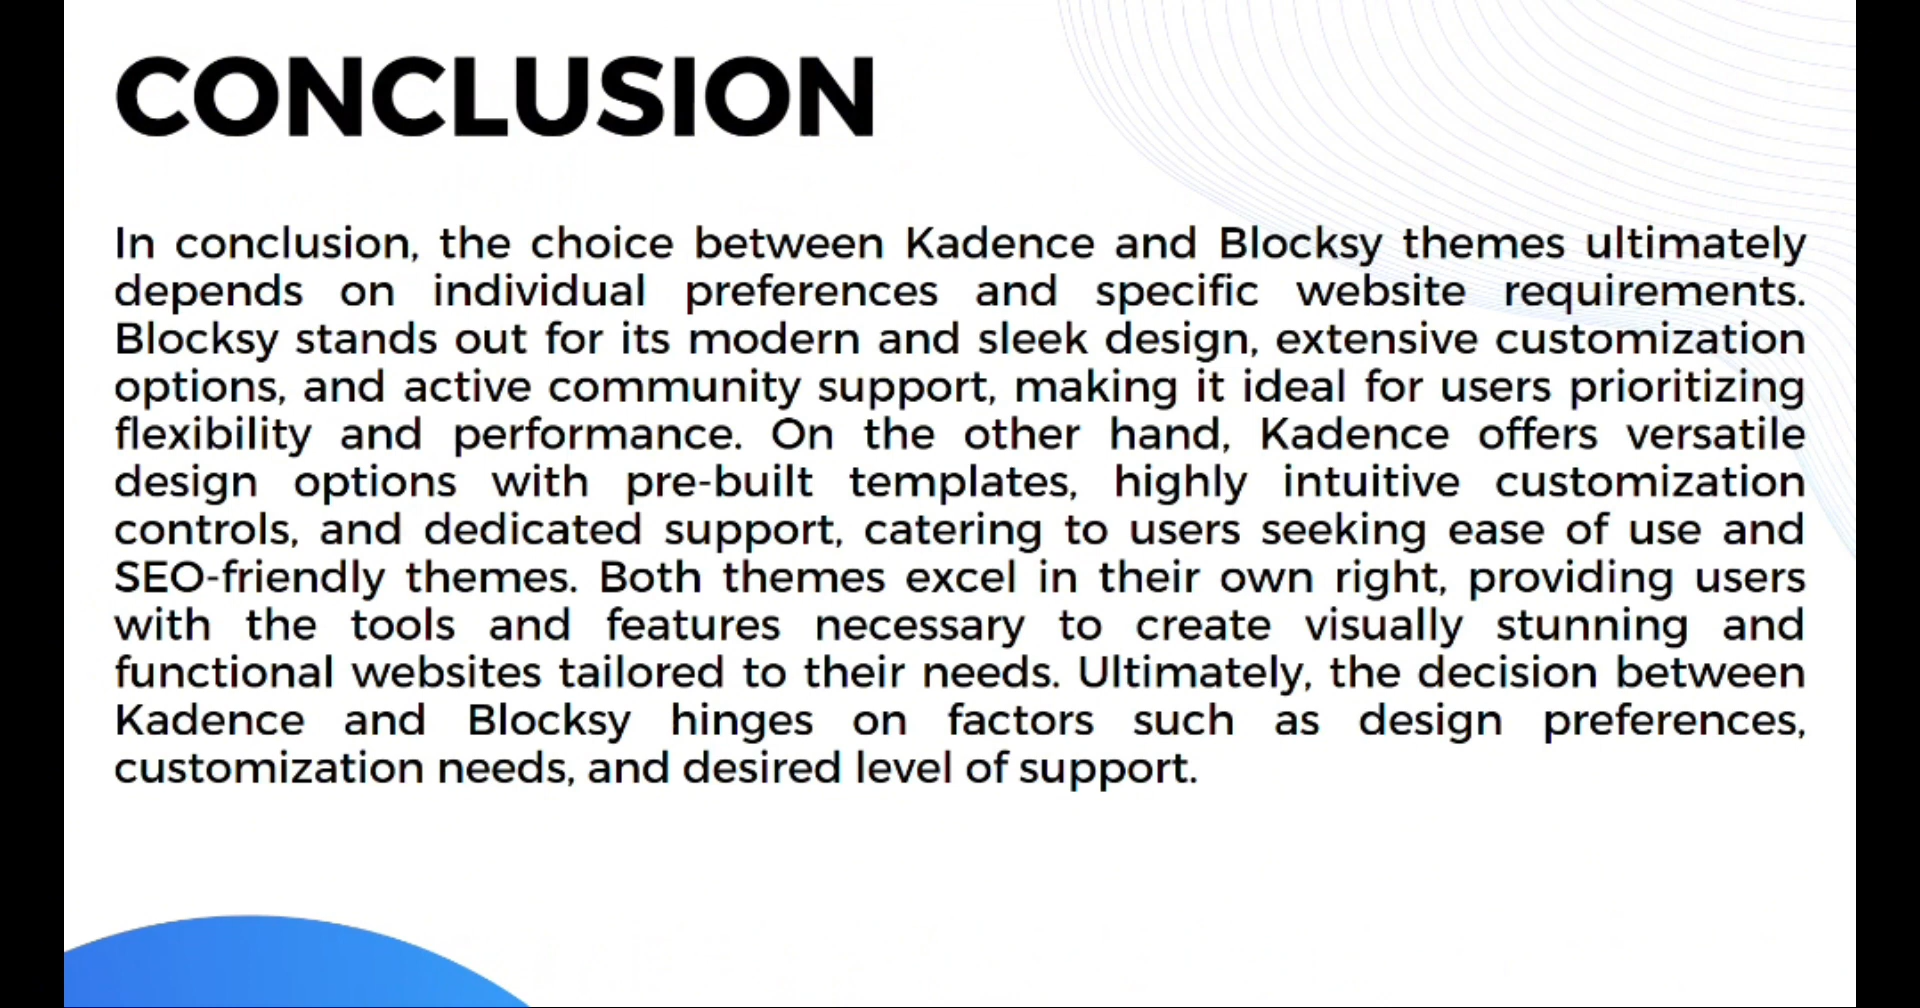 CONCLUSION
In conclusion, the choice between Kadence and Blocksy themes ultimately
depends on individual preferences and specific website requirements.
Blocksy stands out for its modern and sleek design, extensive customization
options, and active community support, making it ideal for users prioritizing
flexibility and performance. On the other hand, Kadence offers versatile
design options with pre-built templates, highly intuitive customization
controls, and dedicated support, catering to users seeking ease of use and
SEO-friendly themes. Both themes excel in their own right, providing users
with the tools and features necessary to create visually stunning and
functional websites tailored to their needs. Ultimately, the decision between
Kadence and Blocksy hinges on factors such as design preferences,
customization needs, and desired level of support.